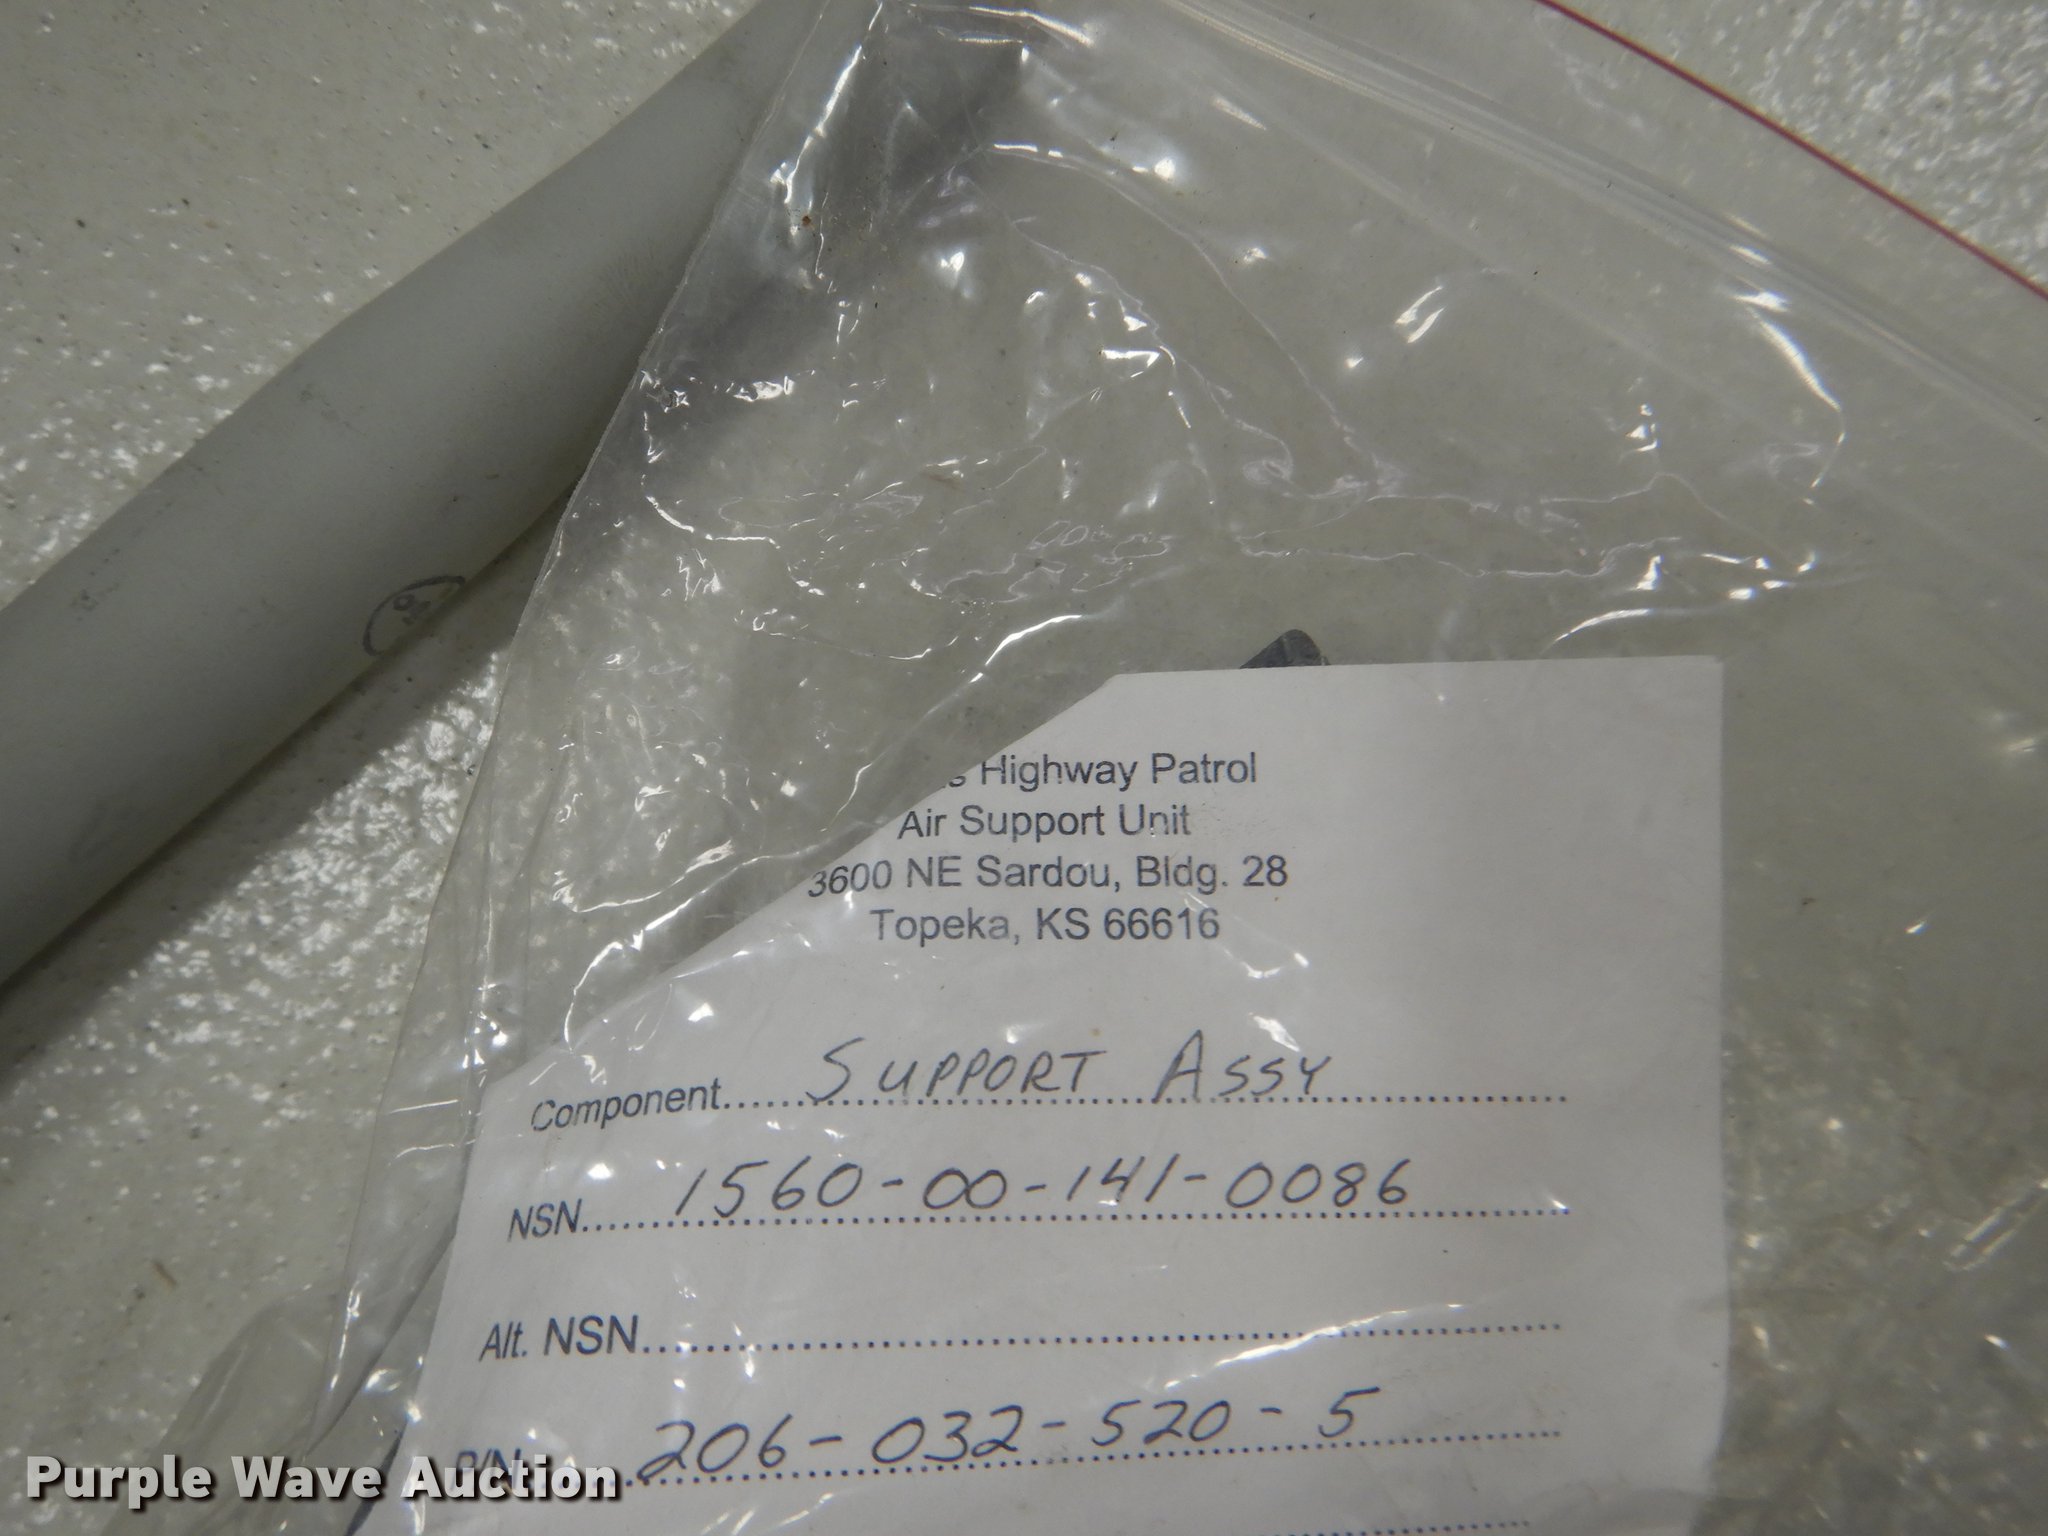 Highway Patrol
Air Support Unit
3600 NE Sardou, Bldg. 28
Topeka, KS 66616
Component........SUPPORT ASSY
NSN........1560-00-141-0086
Alt. NSN........
P/N........206-032-520-5
Purple Wave Auction